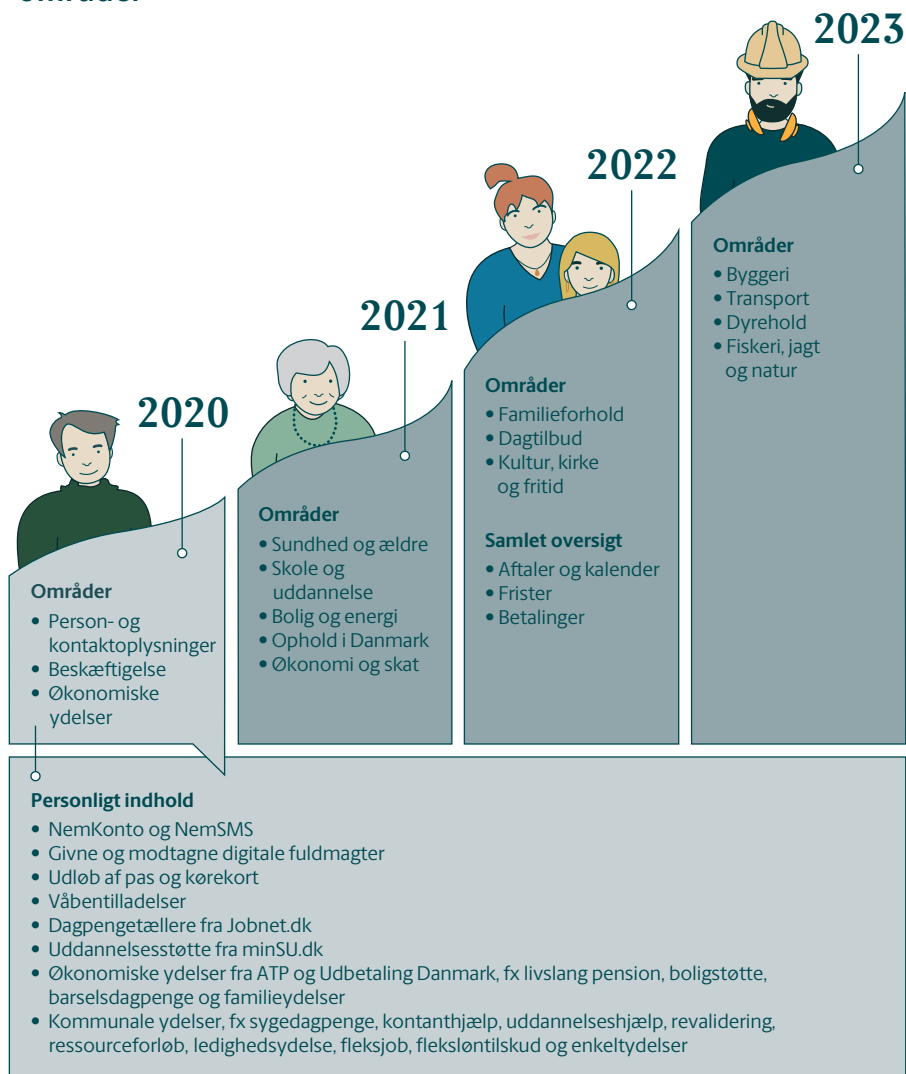 2020
Områder
• Person- og
kontaktoplysninger
• Beskæftigelse
• Økonomiske
ydelser
2021
Områder
• Sundhed og ældre
• Skole og
uddannelse
• Bolig og energi
• Ophold i Danmark
• Økonomi og skat
2022
Områder
• Familieforhold
• Dagtilbud
• Kultur, kirke
og fritid
Samlet oversigt
• Aftaler og kalender
• Frister
• Betalinger
2023
Områder
• Byggeri
• Transport
• Dyrehold
• Fiskeri, jagt
og natur
Personligt indhold
• NemKonto og NemSMS
• Givne og modtagne digitale fuldmagter
• Udløb af pas og kørekort
• Våbentilladelser
• Dagpengetællere fra Jobnet.dk
• Uddannelsesstøtte fra minSU.dk
• Økonomiske ydelser fra ATP og Udbetaling Danmark, fx livslang pension, boligstøtte,
barselsdagpenge og familieydelser
• Kommunale ydelser, fx sygedagpenge, kontanthjælp, uddannelseshjælp, revalidering,
ressourceforløb, ledighedsydelse, fleksjob, fleksløntilskud og enkeltydelser